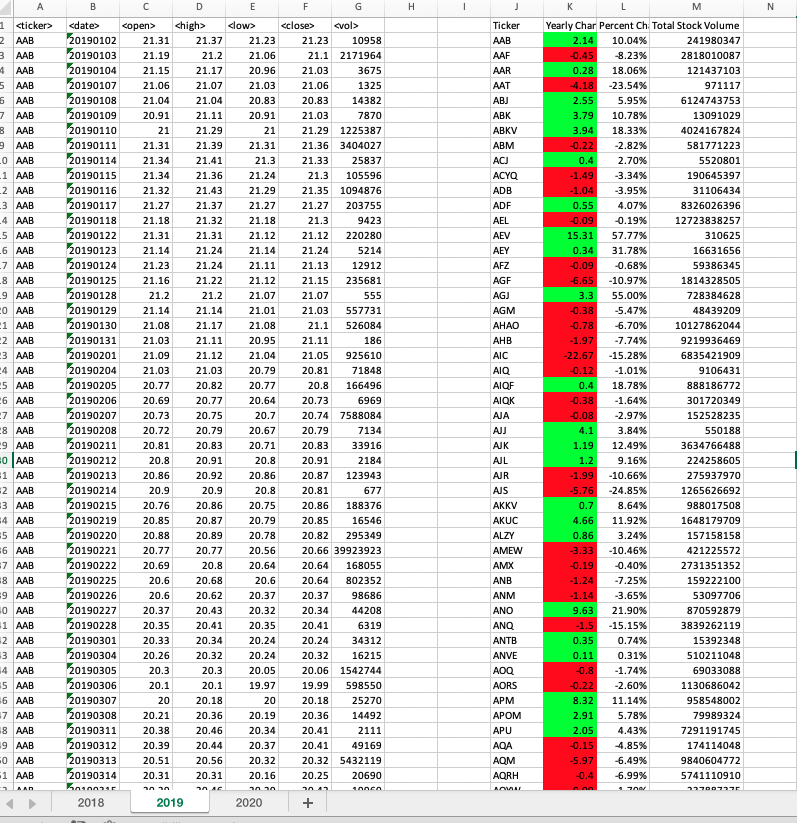 A B C D E F G H I J K L M N
1 <ticker> <date> <open> <high> <low> <close> <vol> Ticker Yearly Char Percent Ch Total Stock Volume
2 AAB 20190102 21.31 21.37 21.23 21.23 10958 AAB 2.14 10.04% 241980347
3 AAB 20190103 21.19 21.2 21.06 21.1 2171964 AAF -0.45 -8.23% 2818010087
4 AAB 20190104 21.15 21.17 20.96 21.03 3675 AAR 0.28 18.06% 121437103
5 AAB 20190107 21.06 21.07 21.03 21.06 1325 AAT -4.18 -23.54% 971117
6 AAB 20190108 21.04 21.04 20.83 20.83 14382 ABJ 2.55 5.95% 6124743753
7 AAB 20190109 20.91 21.11 20.91 21.03 7870 ABK 3.79 10.78% 13091029
8 AAB 20190110 21 21.29 21 21.29 1225387 ABKV 3.94 18.33% 4024167824
9 AAB 20190111 21.31 21.39 21.31 21.36 3404027 ABM -0.22 -2.82% 581771223
0 AAB 20190114 21.34 21.41 21.3 21.33 25837 ACJ 0.4 2.70% 5520801
1 AAB 20190115 21.34 21.36 21.24 21.3 105596 ACYQ -1.49 -3.34% 190645397
2 AAB 20190116 21.32 21.43 21.29 21.35 1094876 ADB -1.04 -3.95% 31106434
3 AAB 20190117 21.27 21.37 21.27 21.27 203755 ADF 0.55 4.07% 8326026396
4 AAB 20190118 21.18 21.32 21.18 21.3 9423 AEL -0.09 -0.19% 12723838257
5 AAB 20190122 21.31 21.31 21.12 21.12 220280 AEV 15.31 57.77% 310625
6 AAB 20190123 21.14 21.24 21.14 21.24 5214 AEY 0.34 31.78% 16631656
7 AAB 20190124 21.23 21.24 21.11 21.13 12912 AFZ -0.09 -0.68% 59386345
8 AAB 20190125 21.16 21.22 21.12 21.15 235681 AGF -6.65 -10.97% 1814328505
9 AAB 20190128 21.2 21.2 21.07 21.07 555 AGJ 3.3 55.00% 728384628
20 AAB 20190129 21.14 21.14 21.01 21.03 557731 AGM -0.38 -5.47% 48439209
21 AAB 20190130 21.08 21.17 21.08 21.1 526084 AHAO -0.78 -6.70% 10127862044
22 AAB 20190131 21.03 21.11 20.95 21.11 186 AHB -1.97 -7.74% 9219936469
23 AAB 20190201 21.09 21.12 21.04 21.05 925610 AIC -22.67 -15.28% 6835421909
24 AAB 20190204 21.03 21.03 20.79 20.81 71848 AIQ -0.12 -1.01% 9106431
25 AAB 20190205 20.77 20.82 20.77 20.8 166496 AIQF 0.4 18.78% 888186772
26 AAB 20190206 20.69 20.77 20.64 20.73 6969 AIQK -0.38 -1.64% 301720349
27 AAB 20190207 20.73 20.75 20.7 20.74 7588084 AJA -0.08 -2.97% 152528235
28 AAB 20190208 20.72 20.79 20.67 20.79 7134 AJJ 4.1 3.84% 550188
29 AAB 20190211 20.81 20.83 20.71 20.83 33916 AJK 1.19 12.49% 3634766488
30 AAB 20190212 20.8 20.91 20.8 20.91 2184 AJL 1.2 9.16% 224258605
31 AAB 20190213 20.86 20.92 20.86 20.87 123943 AJR -1.99 -10.66% 275937970
32 AAB 20190214 20.9 20.9 20.8 20.81 677 AJS -5.76 -24.85% 1265626692
33 AAB 20190215 20.76 20.86 20.75 20.86 188376 AKKV 0.7 8.64% 988017508
34 AAB 20190219 20.85 20.87 20.79 20.85 16546 AKUC 4.66 11.92% 1648179709
35 AAB 20190220 20.88 20.89 20.78 20.82 295349 ALZY 0.86 3.24% 157158158
36 AAB 20190221 20.77 20.77 20.56 20.66 39923923 AMEW -3.33 -10.46% 421225572
37 AAB 20190222 20.69 20.8 20.64 20.64 168055 AMX -0.19 -0.40% 2731351352
38 AAB 20190225 20.6 20.68 20.6 20.64 802352 ANB -1.24 -7.25% 159222100
39 AAB 20190226 20.6 20.62 20.37 20.37 98686 ANM -1.14 -3.65% 53097706
40 AAB 20190227 20.37 20.43 20.32 20.34 44208 ANO 9.63 21.90% 870592879
41 AAB 20190228 20.35 20.41 20.35 20.41 6319 ANQ -1.5 -15.15% 3839262119
42 AAB 20190301 20.33 20.34 20.24 20.24 34312 ANTB 0.35 0.74% 15392348
43 AAB 20190304 20.26 20.32 20.24 20.32 16215 ANVE 0.11 0.31% 510211048
44 AAB 20190305 20.3 20.3 20.05 20.06 1542744 AOQ -0.8 -1.74% 69033088
45 AAB 20190306 20.1 20.1 19.97 19.99 598550 AORS -0.22 -2.60% 1130686042
46 AAB 20190307 20 20.18 20 20.18 25270 APM 8.32 11.14% 958548002
47 AAB 20190308 20.21 20.36 20.19 20.36 14492 APOM 2.91 5.78% 79989324
48 AAB 20190311 20.38 20.46 20.34 20.41 2111 APU 2.05 4.43% 7291191745
49 AAB 20190312 20.39 20.44 20.37 20.41 49169 AQA -0.15 -4.85% 174114048
50 AAB 20190313 20.51 20.56 20.32 20.32 5432119 AQM -5.97 -6.49% 9840604772
51 AAB 20190314 20.31 20.31 20.16 20.25 20690 AQRH -0.4 -6.99% 5741110910
2018 2019 2020 +